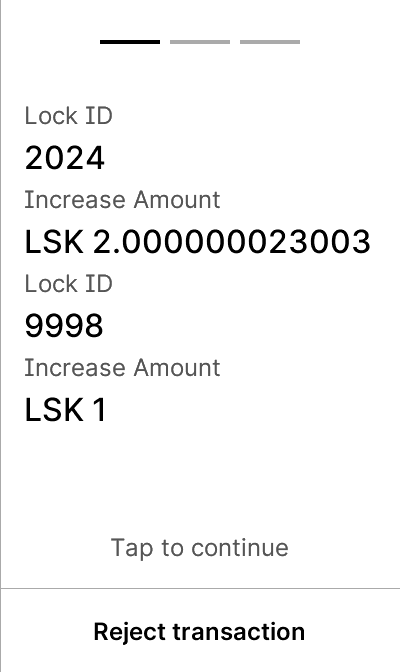 Lock ID
2024
Increase Amount
LSK 2.000000023003
Lock ID
9998
Increase Amount
LSK 1
Tap to continue
Reject transaction